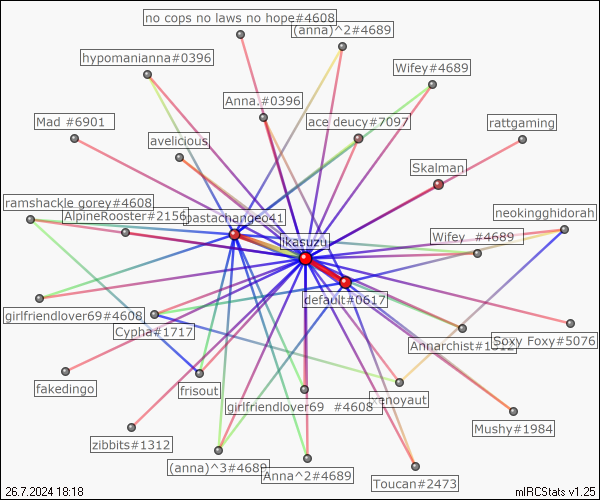 no cops no laws no hope#4608
(anna)^2#4689
hypomanianna#0396
Wifey#4689
Anna.#0396
Mad #6901
ace deucy#7097
rattgaming
avelicious
Skalman
ramshackle gorey#4608
AlpineRooster#2156
pastachangeo41
neokingghidorah
ikasuzu
Wifey #4689
default#0617
girlfriendlover69#4608
Cypha#1717
Annarchist#1312
Soxy Foxy#5076
fakedingo
frisout
xenoyaut
girlfriendlover69 #4608
Mushy#1984
zibbits#1312
(anna)^3#4689
Anna^2#4689
Toucan#2473
26.7.2024 18:18
mIRCStats v1.25